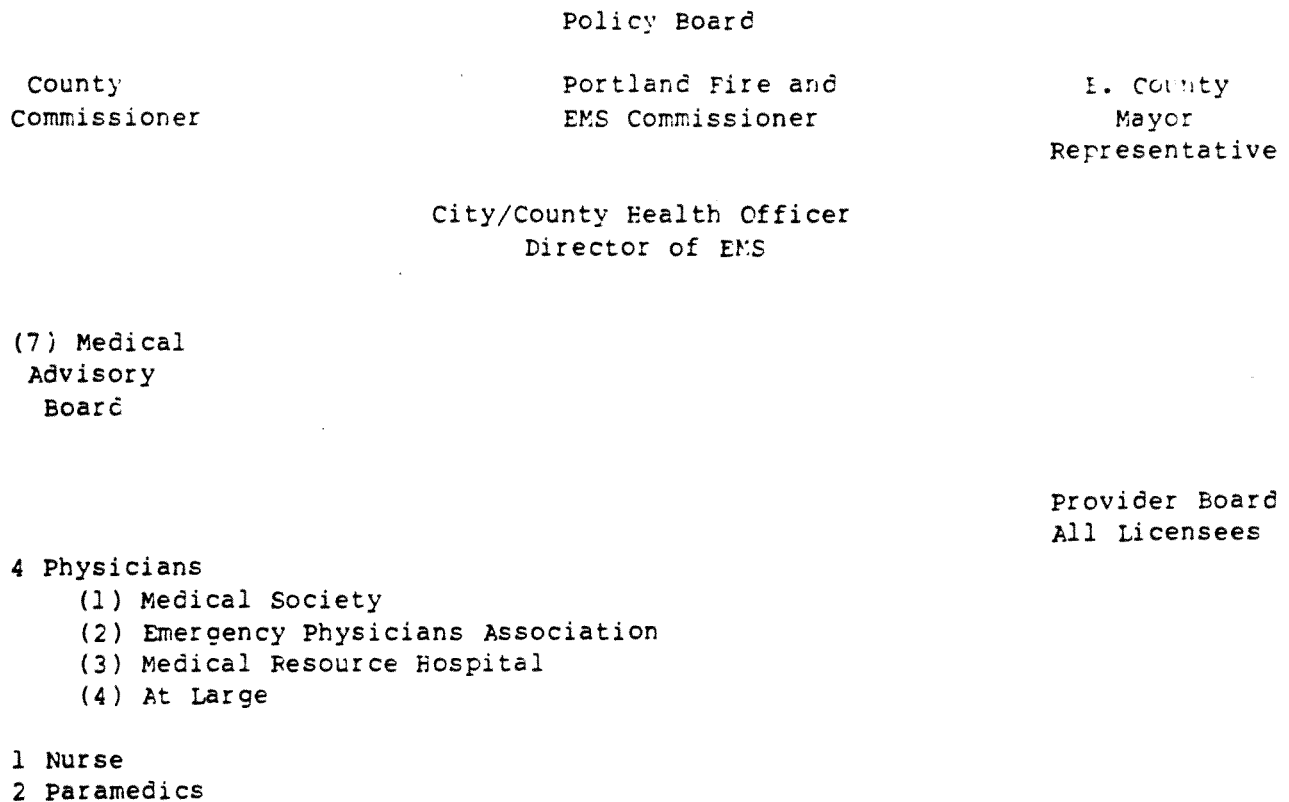 Policy Board
County Portland Fire and E. County
Commissioner EMS Commissioner Mayor
Representative
City/County Health Officer
Director of EMS
(7) Medical
Advisory
Board
Provider Board
All Licensees
4 Physicians
(1) Medical Society
(2) Emergency Physicians Association
(3) Medical Resource Hospital
(4) At Large
1 Nurse
2 Paramedics